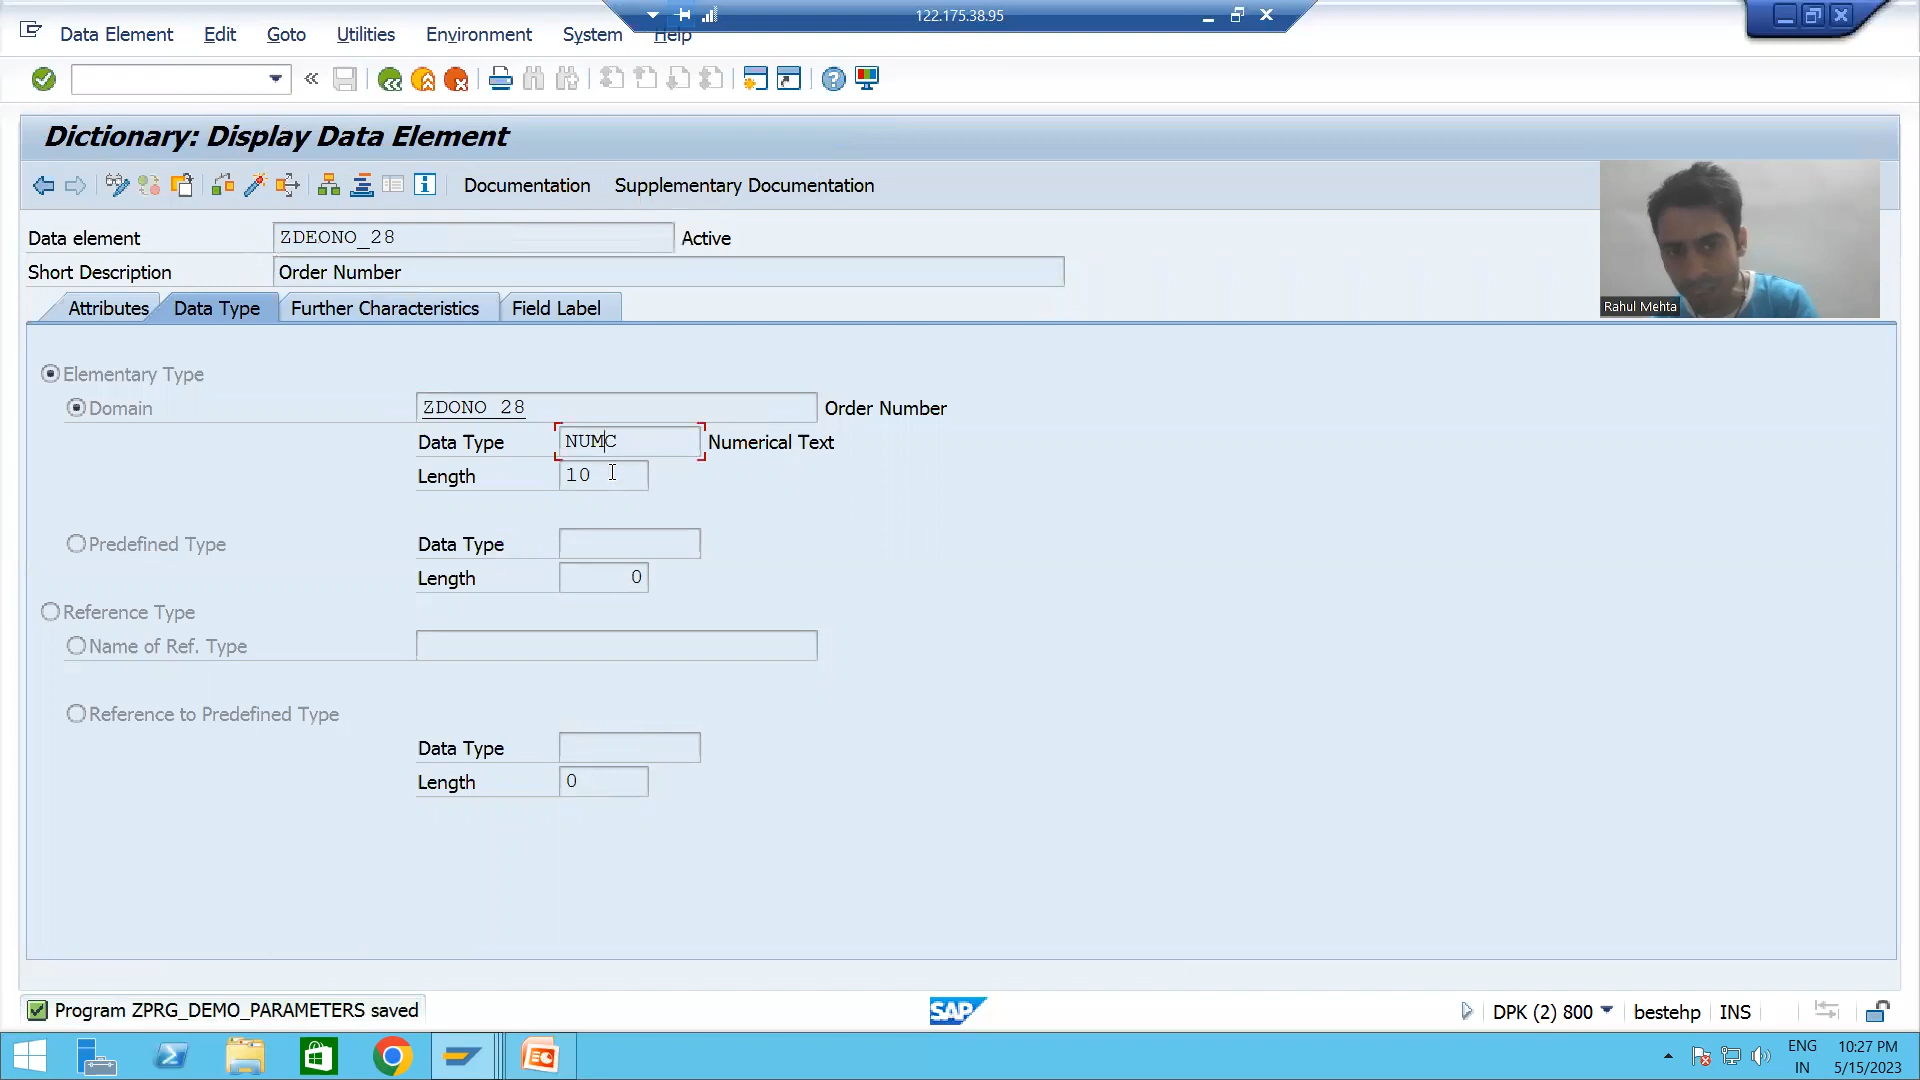 122.175.38.95
Data Element Edit Goto Utilities Environment System Help
Dictionary: Display Data Element
Documentation Supplementary Documentation
Data element ZDEONO_28 Active
Short Description Order Number
Rahul Mehta
Attributes Data Type Further Characteristics Field Label
Elementary Type
Domain ZDONO_28 Order Number
Data Type NUMC Numerical Text
Length 10
Predefined Type Data Type
Length 0
Reference Type
Name of Ref. Type
Reference to Predefined Type
Data Type
Length 0
Program ZPRG_DEMO_PARAMETERS saved SAP DPK (2) 800 bestehp INS
ENG 10:27 PM
IN 5/15/2023